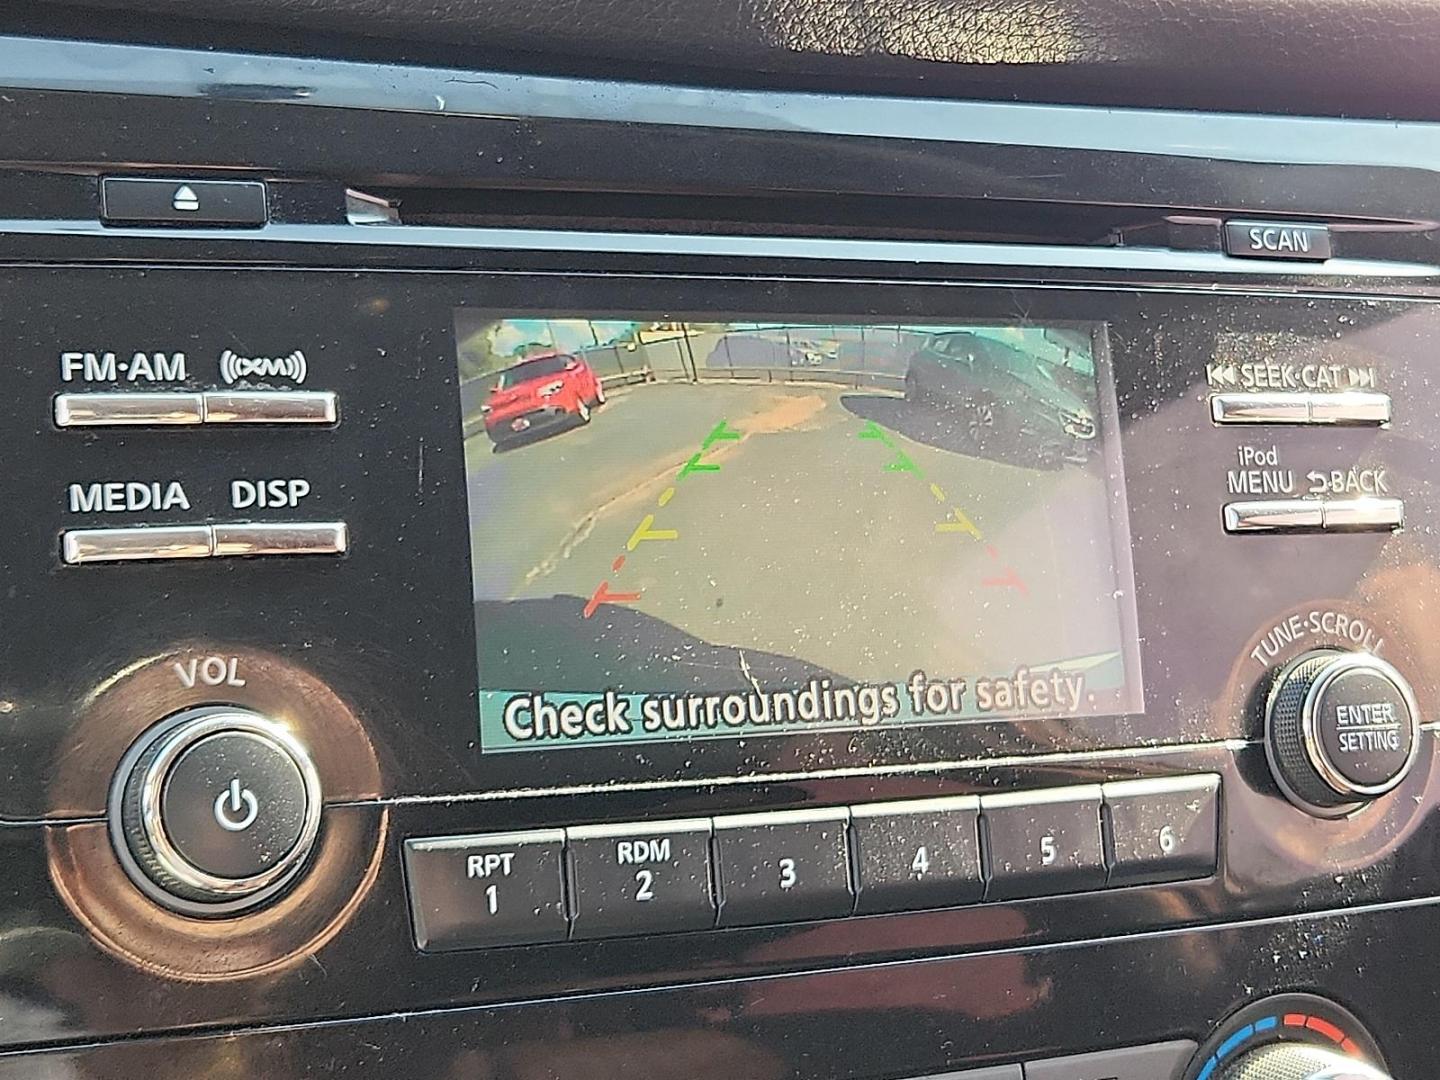 SCAN
FM·AM XM
SEEK·CAT
iPod
MENU BACK
MEDIA DISP
VOL
TUNE·SCROLL
ENTER
SETTING
Check surroundings for safety.
RPT
1
RDM
2
3
4
5
6